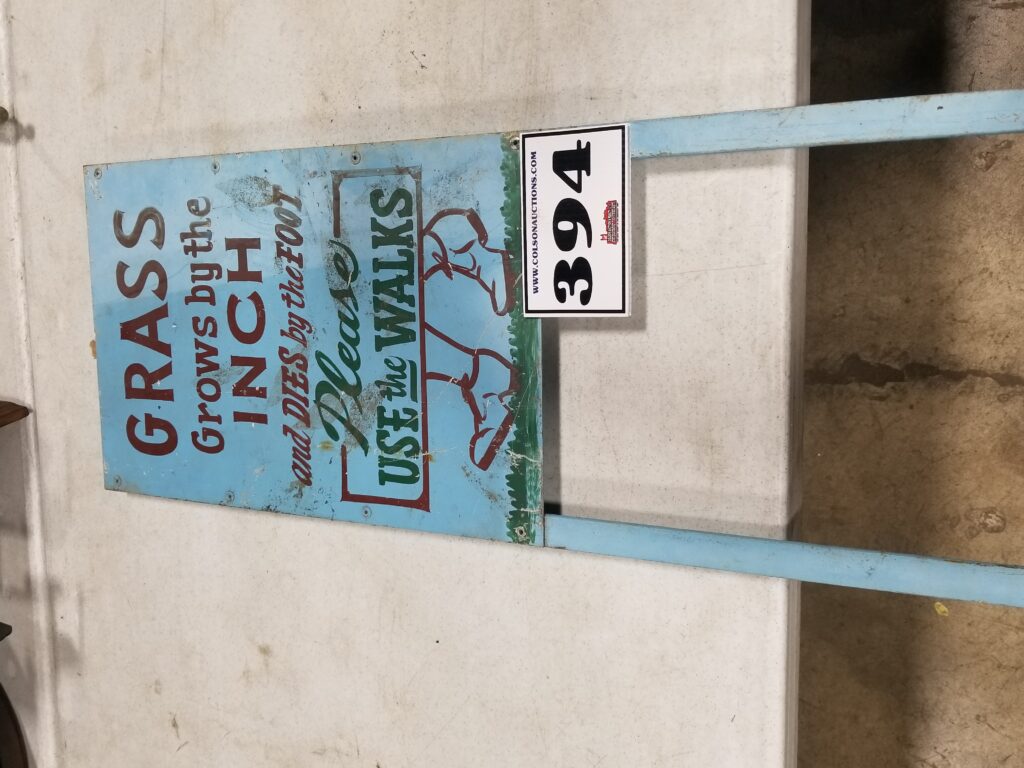 GRASS
Grows by the
INCH
and DIES by the FOOT
Please
USE the WALKS
WWW.COLSONAUCTIONS.COM
394